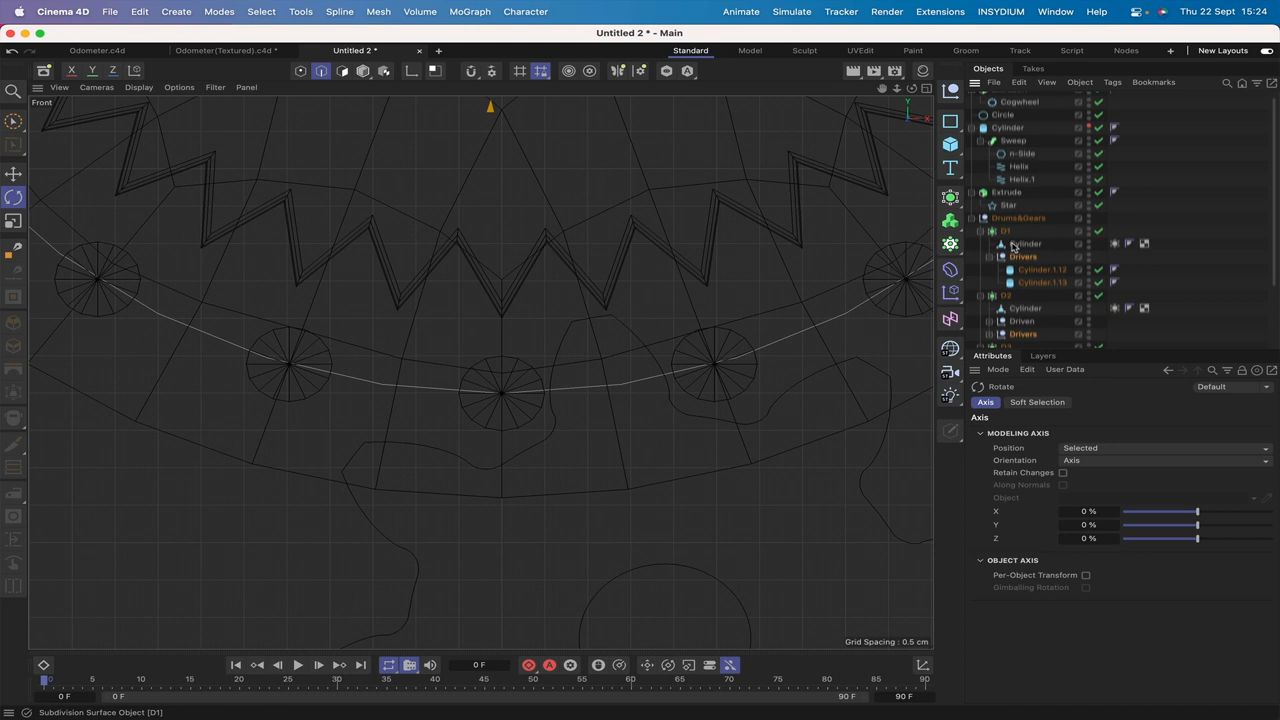 Cinema 4D File Edit Create Modes Select Tools Spline Mesh Volume MoGraph Character Animate Simulate Tracker Render Extensions INSYDIUM Window Help Thu 22 Sept 15:24
Untitled 2 * - Main
Odometer.c4d Odometer(Textured).c4d * Untitled 2 * Standard Model Sculpt UVEdit Paint Groom Track Script Nodes New Layouts
X Y Z Objects Takes
File Edit View Object Tags Bookmarks
View Cameras Display Options Filter Panel
Front
Y
X
Cogwheel
Circle
Cylinder
Sweep
n-Side
Helix
Helix.1
Extrude
Star
Drums&Gears
D1
Cylinder
Drivers
Cylinder.1.12
Cylinder.1.13
D2
Cylinder
Driven
Drivers
ST
ST
ST
Attributes Layers
Mode Edit User Data
Rotate Default
Axis Soft Selection
Axis
MODELING AXIS
Position Selected
Orientation Axis
Retain Changes
Along Normals
Object
X 0 %
Y 0 %
Z 0 %
OBJECT AXIS
Per-Object Transform
Gimballing Rotation
Grid Spacing : 0.5 cm
0 F
0 5 10 15 20 25 30 35 40 45 50 55 60 65 70 75 80 85 90
0 F 0 F 90 F 90 F
Subdivision Surface Object [D1]